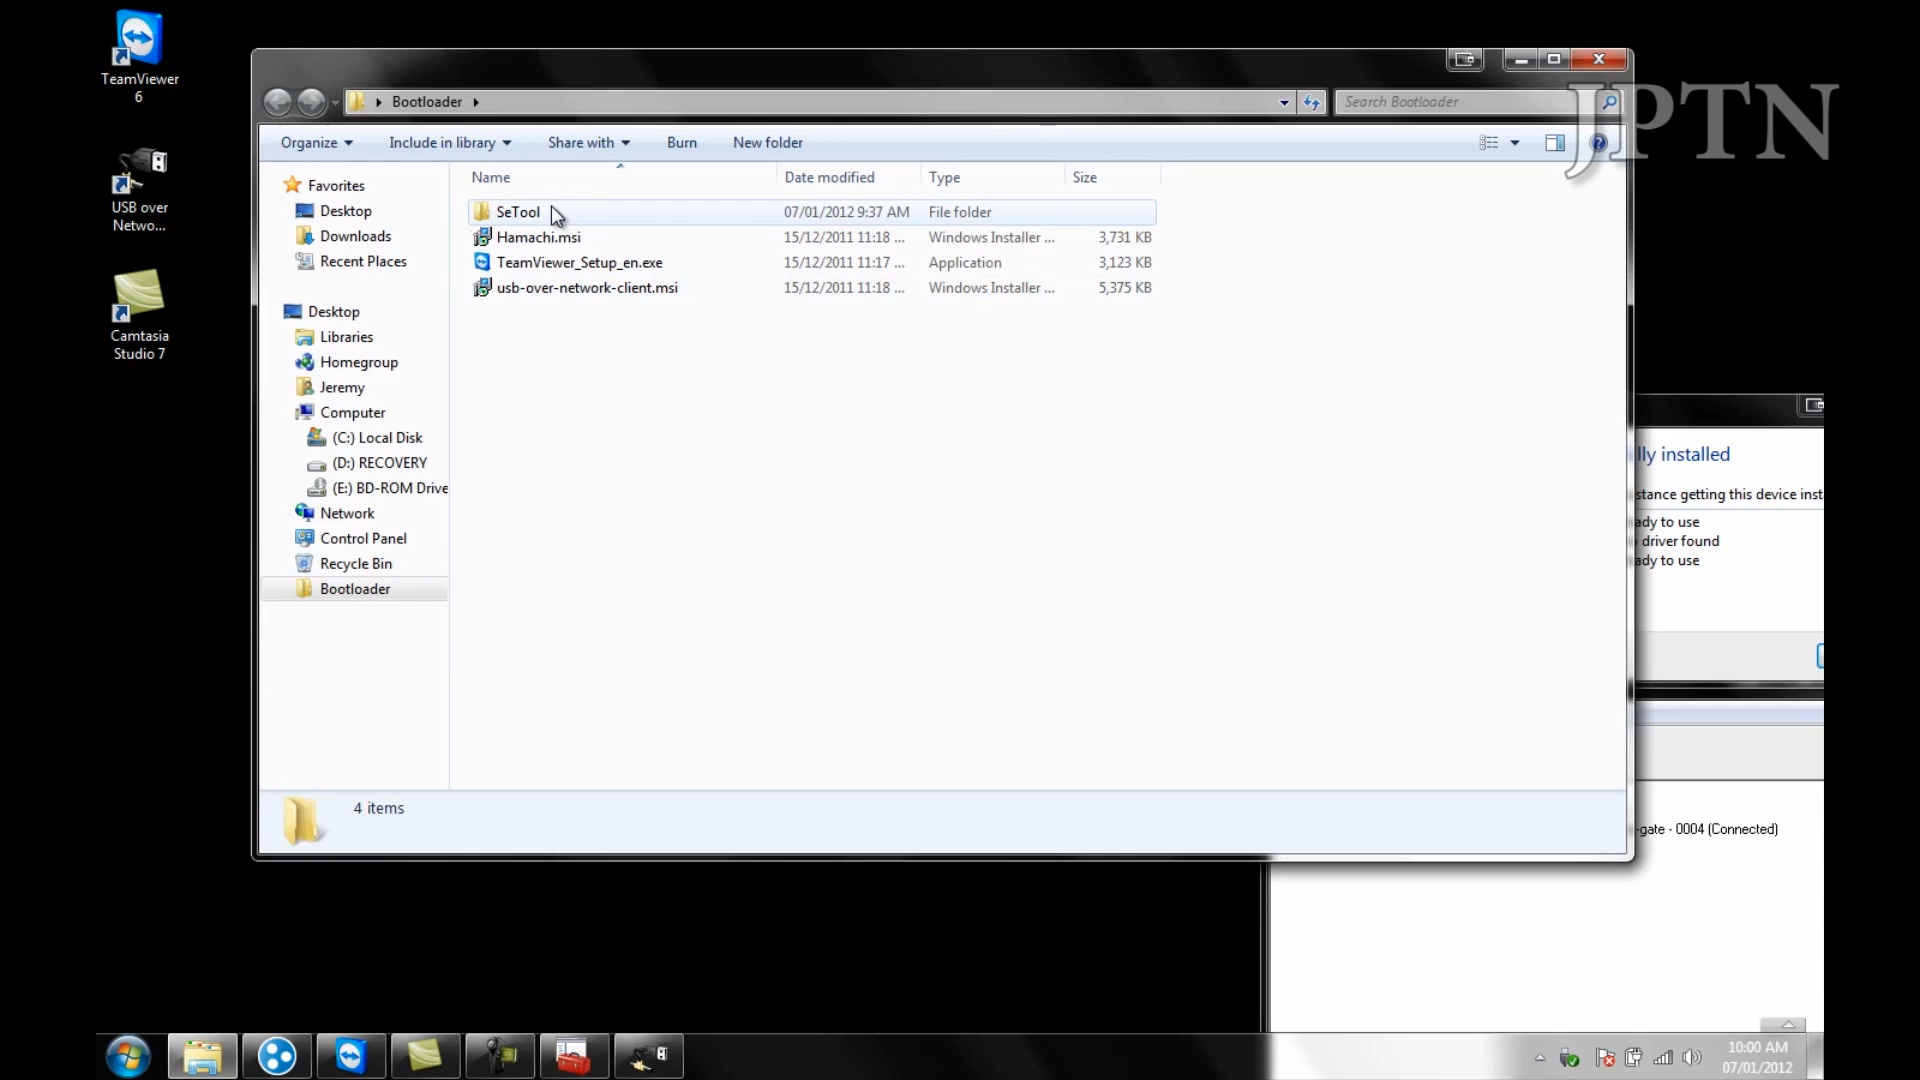 TeamViewer
6
USB over
Netwo...
Camtasia
Studio 7
Bootloader
Search Bootloader
JPTN
Organize
Include in library
Share with
Burn
New folder
Name
Date modified
Type
Size
SeTool
07/01/2012 9:37 AM
File folder
Hamachi.msi
15/12/2011 11:18 ...
Windows Installer ...
3,731 KB
TeamViewer_Setup_en.exe
15/12/2011 11:17 ...
Application
3,123 KB
usb-over-network-client.msi
15/12/2011 11:18 ...
Windows Installer ...
5,375 KB
Favorites
Desktop
Downloads
Recent Places
Desktop
Libraries
Homegroup
Jeremy
Computer
(C:) Local Disk
(D:) RECOVERY
(E:) BD-ROM Drive
Network
Control Panel
Recycle Bin
Bootloader
4 items
lly installed
stance getting this device inst
ady to use
driver found
ady to use
-gate - 0004 (Connected)
10:00 AM
07/01/2012